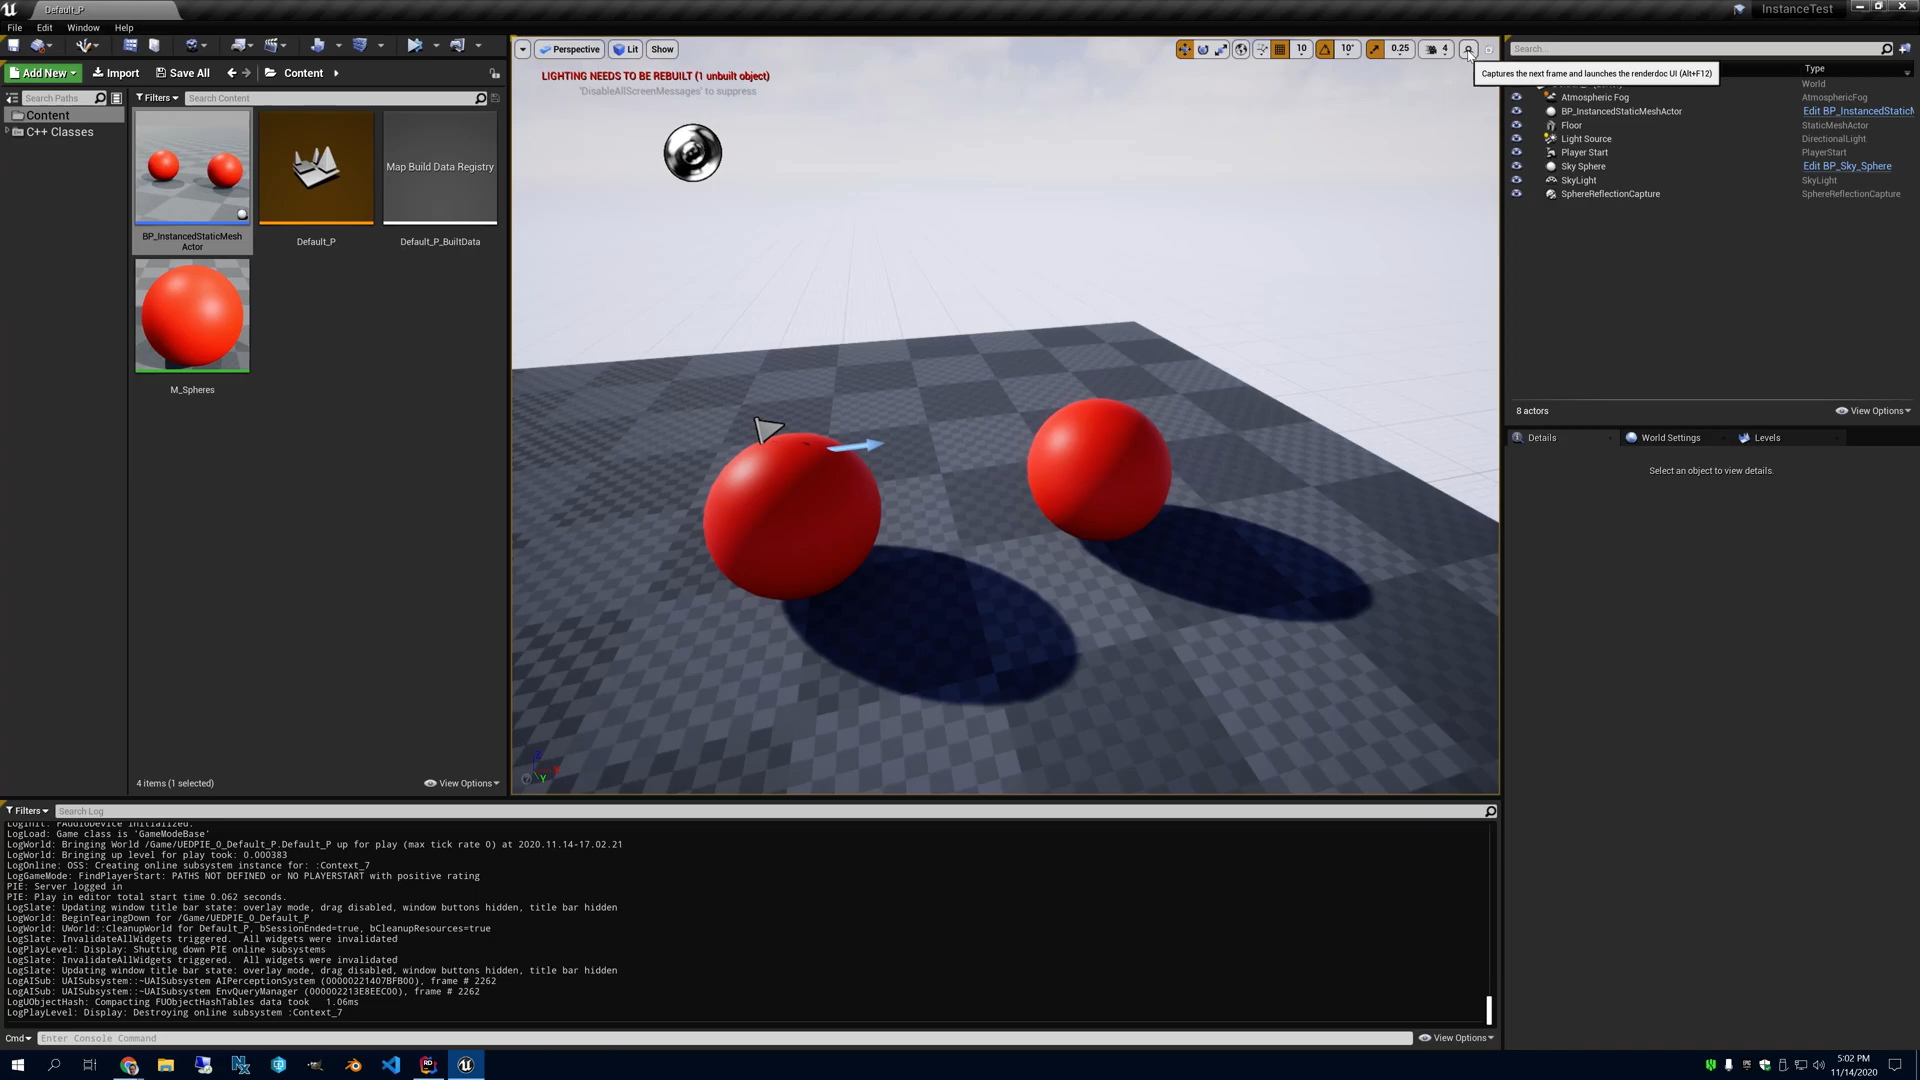 Default_P
InstanceTest
File Edit Window Help
Add New Import Save All Content
Search Paths
Filters
Search Content
Content
C++ Classes
BP_InstancedStaticMesh
Actor
Default_P
Map Build Data Registry
Default_P_BuiltData
M_Spheres
4 items (1 selected)
View Options
Perspective Lit Show
10 10° 0.25 4
LIGHTING NEEDS TO BE REBUILT (1 unbuilt object)
'DisableAllScreenMessages' to suppress
Z
X
Y
Search...
Captures the next frame and launches the renderdoc UI (Alt+F12)
Type
World
Atmospheric Fog AtmosphericFog
BP_InstancedStaticMeshActor Edit BP_InstancedStaticM
Floor StaticMeshActor
Light Source DirectionalLight
Player Start PlayerStart
Sky Sphere Edit BP_Sky_Sphere
SkyLight SkyLight
SphereReflectionCapture SphereReflectionCapture
8 actors
View Options
Details World Settings Levels
Select an object to view details.
Filters
Search Log
LogInit: FAudioDevice initialized.
LogLoad: Game class is 'GameModeBase'
LogWorld: Bringing World /Game/UEDPIE_0_Default_P.Default_P up for play (max tick rate 0) at 2020.11.14-17.02.21
LogWorld: Bringing up level for play took: 0.000383
LogOnline: OSS: Creating online subsystem instance for: :Context_7
LogGameMode: FindPlayerStart: PATHS NOT DEFINED or NO PLAYERSTART with positive rating
PIE: Server logged in
PIE: Play in editor total start time 0.062 seconds.
LogSlate: Updating window title bar state: overlay mode, drag disabled, window buttons hidden, title bar hidden
LogWorld: BeginTearingDown for /Game/UEDPIE_0_Default_P
LogWorld: UWorld::CleanupWorld for Default_P, bSessionEnded=true, bCleanupResources=true
LogSlate: InvalidateAllWidgets triggered.  All widgets were invalidated
LogPlayLevel: Display: Shutting down PIE online subsystems
LogSlate: InvalidateAllWidgets triggered.  All widgets were invalidated
LogSlate: Updating window title bar state: overlay mode, drag disabled, window buttons hidden, title bar hidden
LogAISub: UAISubsystem::~UAISubsystem AIPerceptionSystem (000002221407BFB00), frame # 2262
LogAISub: UAISubsystem::~UAISubsystem EnvQueryManager (000002213E8EEC00), frame # 2262
LogUObjectHash: Compacting FUObjectHashTables data took   1.06ms
LogPlayLevel: Display: Destroying online subsystem :Context_7
Cmd
Enter Console Command
View Options
5:02 PM
11/14/2020